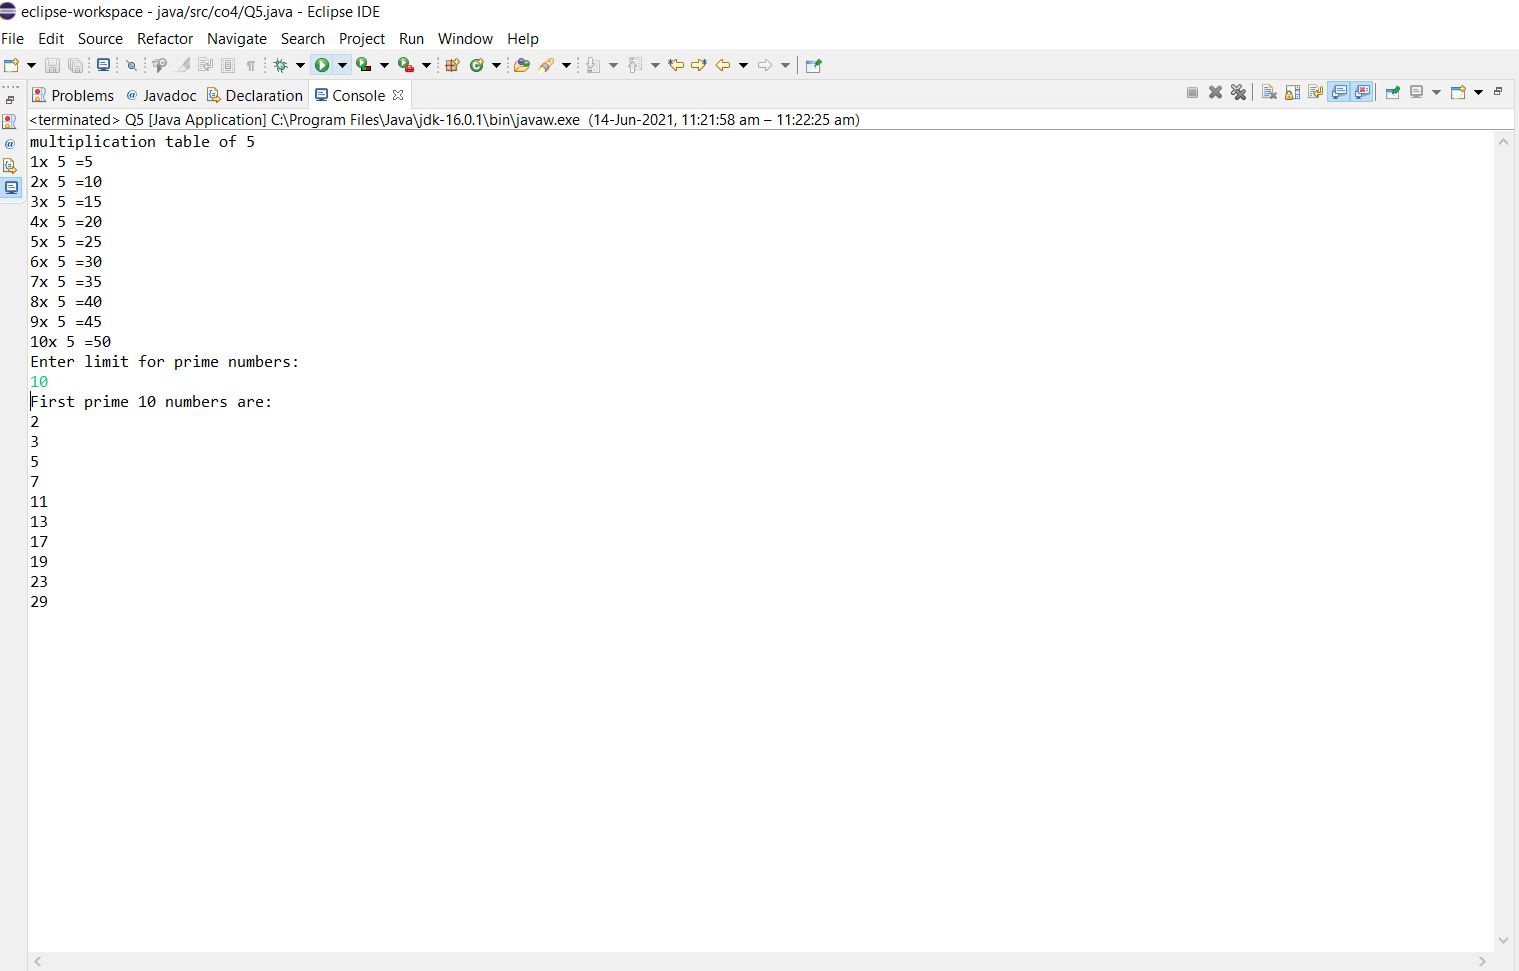 eclipse-workspace - java/src/co4/Q5.java - Eclipse IDE
File Edit Source Refactor Navigate Search Project Run Window Help
Problems @ Javadoc Declaration Console
<terminated> Q5 [Java Application] C:\Program Files\Java\jdk-16.0.1\bin\javaw.exe (14-Jun-2021, 11:21:58 am – 11:22:25 am)
multiplication table of 5
1x 5 =5
2x 5 =10
3x 5 =15
4x 5 =20
5x 5 =25
6x 5 =30
7x 5 =35
8x 5 =40
9x 5 =45
10x 5 =50
Enter limit for prime numbers:
10
First prime 10 numbers are:
2
3
5
7
11
13
17
19
23
29